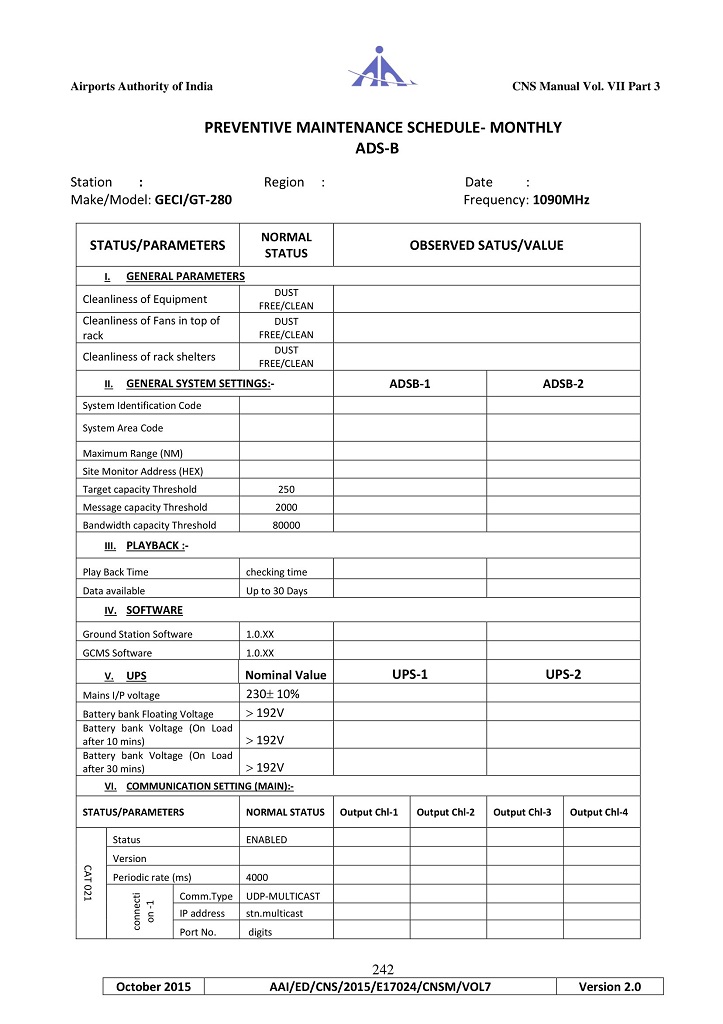 Airports Authority of India CNS Manual Vol. VII Part 3
PREVENTIVE MAINTENANCE SCHEDULE- MONTHLY
ADS-B
Station : Region : Date :
Make/Model: GECI/GT-280 Frequency: 1090MHz
STATUS/PARAMETERS NORMAL STATUS OBSERVED SATUS/VALUE
I. GENERAL PARAMETERS
Cleanliness of Equipment DUST FREE/CLEAN
Cleanliness of Fans in top of rack DUST FREE/CLEAN
Cleanliness of rack shelters DUST FREE/CLEAN
II. GENERAL SYSTEM SETTINGS:- ADSB-1 ADSB-2
System Identification Code
System Area Code
Maximum Range (NM)
Site Monitor Address (HEX)
Target capacity Threshold 250
Message capacity Threshold 2000
Bandwidth capacity Threshold 80000
III. PLAYBACK :-
Play Back Time checking time
Data available Up to 30 Days
IV. SOFTWARE
Ground Station Software 1.0.XX
GCMS Software 1.0.XX
V. UPS Nominal Value UPS-1 UPS-2
Mains I/P voltage 230± 10%
Battery bank Floating Voltage > 192V
Battery bank Voltage (On Load after 10 mins) > 192V
Battery bank Voltage (On Load after 30 mins) > 192V
VI. COMMUNICATION SETTING (MAIN):-
STATUS/PARAMETERS NORMAL STATUS Output Chl-1 Output Chl-2 Output Chl-3 Output Chl-4
CAT 021
Status ENABLED
Version
Periodic rate (ms) 4000
connecti on -1
Comm.Type UDP-MULTICAST
IP address stn.multicast
Port No. digits
242
October 2015 AAI/ED/CNS/2015/E17024/CNSM/VOL7 Version 2.0